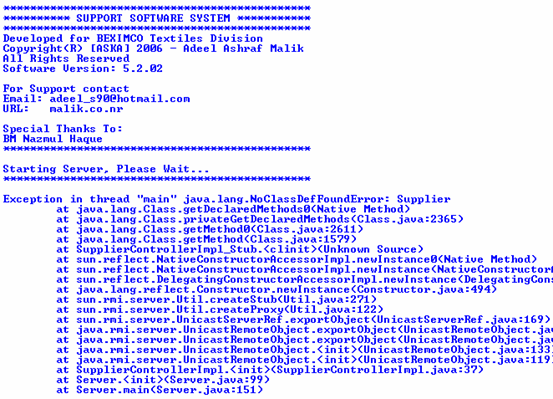 **********************************************
********** SUPPORT SOFTWARE SYSTEM ***********
**********************************************
Developed for BEXIMCO Textiles Division
Copyright(R) [ASKA] 2006 - Adeel Ashraf Malik
All Rights Reserved
Software Version: 5.2.02
For Support contact
Email: adeel_s90@hotmail.com
URL:   malik.co.nr
Special Thanks To:
BM Nazmul Haque
**********************************************
Starting Server, Please Wait...
**********************************************
Exception in thread "main" java.lang.NoClassDefFoundError: Supplier
at java.lang.Class.getDeclaredMethods0(Native Method)
at java.lang.Class.privateGetDeclaredMethods(Class.java:2365)
at java.lang.Class.getMethod0(Class.java:2611)
at java.lang.Class.getMethod(Class.java:1579)
at SupplierControllerImpl_Stub.<clinit>(Unknown Source)
at sun.reflect.NativeConstructorAccessorImpl.newInstance0(Native Method)
at sun.reflect.NativeConstructorAccessorImpl.newInstance(NativeConstructorA
at sun.reflect.DelegatingConstructorAccessorImpl.newInstance(DelegatingCons
at java.lang.reflect.Constructor.newInstance(Constructor.java:494)
at sun.rmi.server.Util.createStub(Util.java:271)
at sun.rmi.server.Util.createProxy(Util.java:122)
at sun.rmi.server.UnicastServerRef.exportObject(UnicastServerRef.java:169)
at java.rmi.server.UnicastRemoteObject.exportObject(UnicastRemoteObject.jav
at java.rmi.server.UnicastRemoteObject.exportObject(UnicastRemoteObject.jav
at java.rmi.server.UnicastRemoteObject.<init>(UnicastRemoteObject.java:133)
at java.rmi.server.UnicastRemoteObject.<init>(UnicastRemoteObject.java:119)
at SupplierControllerImpl.<init>(SupplierControllerImpl.java:37)
at Server.<init>(Server.java:99)
at Server.main(Server.java:151)